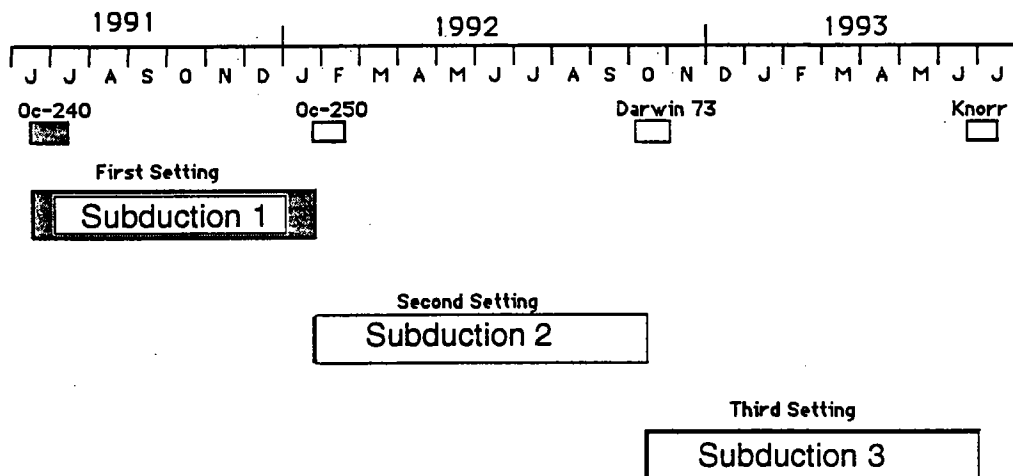 1991 1992 1993
J J A S O N D J F M A M J J A S O N D J F M A M J J
Oc-240 Oc-250 Darwin 73 Knorr
First Setting
Subduction 1
Second Setting
Subduction 2
Third Setting
Subduction 3